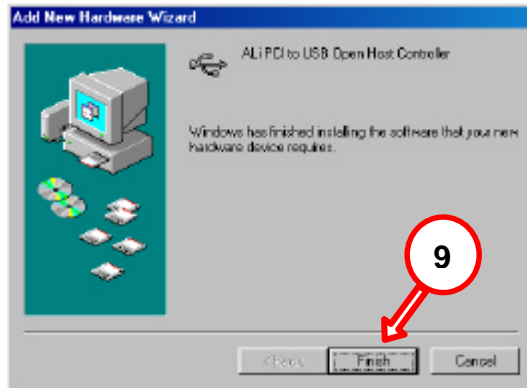 Add New Hardware Wizard
ALi PCI to USB Open Host Controller
Windows has finished installing the software that your new
hardware device requires.
9
< Back
Finish
Cancel